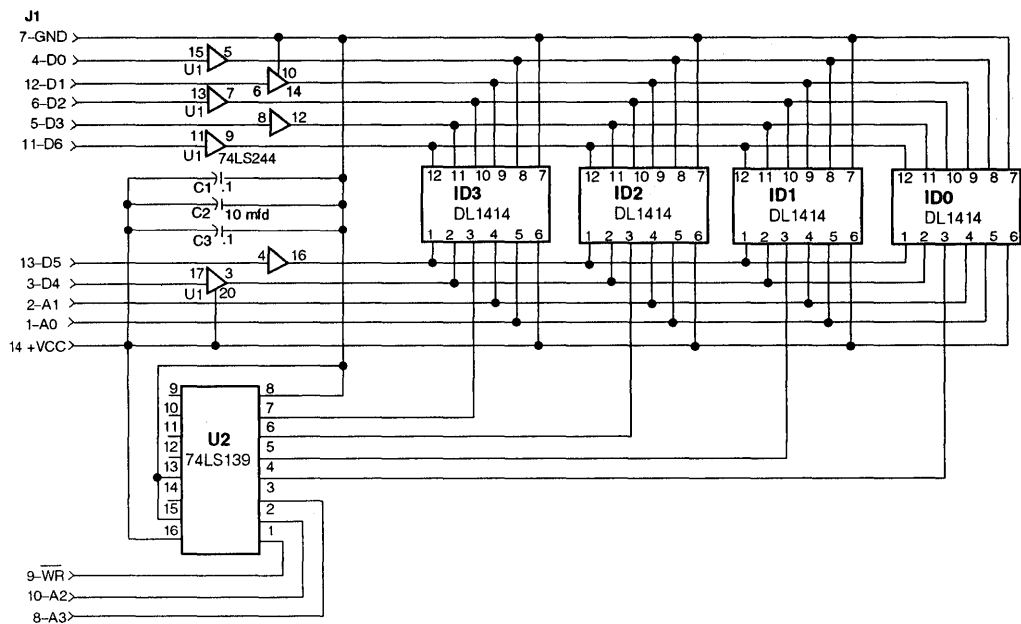 J1
7-GND
4-D0
15 5
U1
12-D1
10
6 14
6-D2
13 7
U1
5-D3
8 12
11-D6
11 9
U1 74LS244
C1 .1
C2 10 mfd
C3 .1
12 11 10 9 8 7
ID3
DL1414
1 2 3 4 5 6
12 11 10 9 8 7
ID2
DL1414
1 2 3 4 5 6
12 11 10 9 8 7
ID1
DL1414
1 2 3 4 5 6
12 11 10 9 8 7
ID0
DL1414
1 2 3 4 5 6
13-D5
4 16
3-D4
17 3
U1 20
2-A1
1-A0
14 +VCC
9 8
10 7
11 6
U2
12 5
74LS139
13 4
14 3
15 2
16 1
9-W̅R̅
10-A2
8-A3